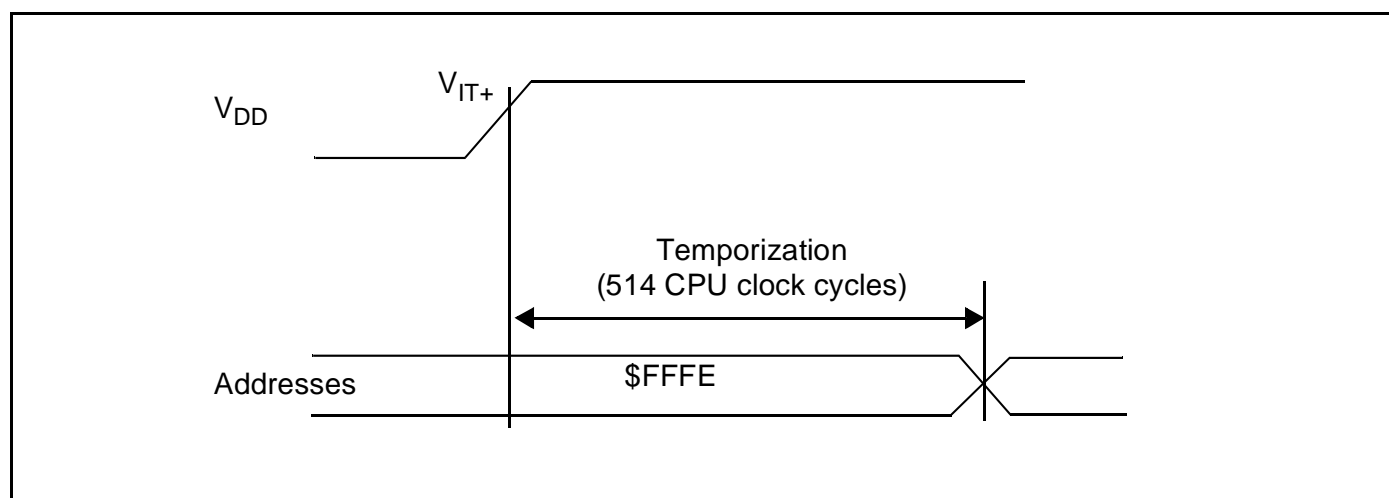 V_IT+
V_DD
Temporization
(514 CPU clock cycles)
$FFFE
Addresses